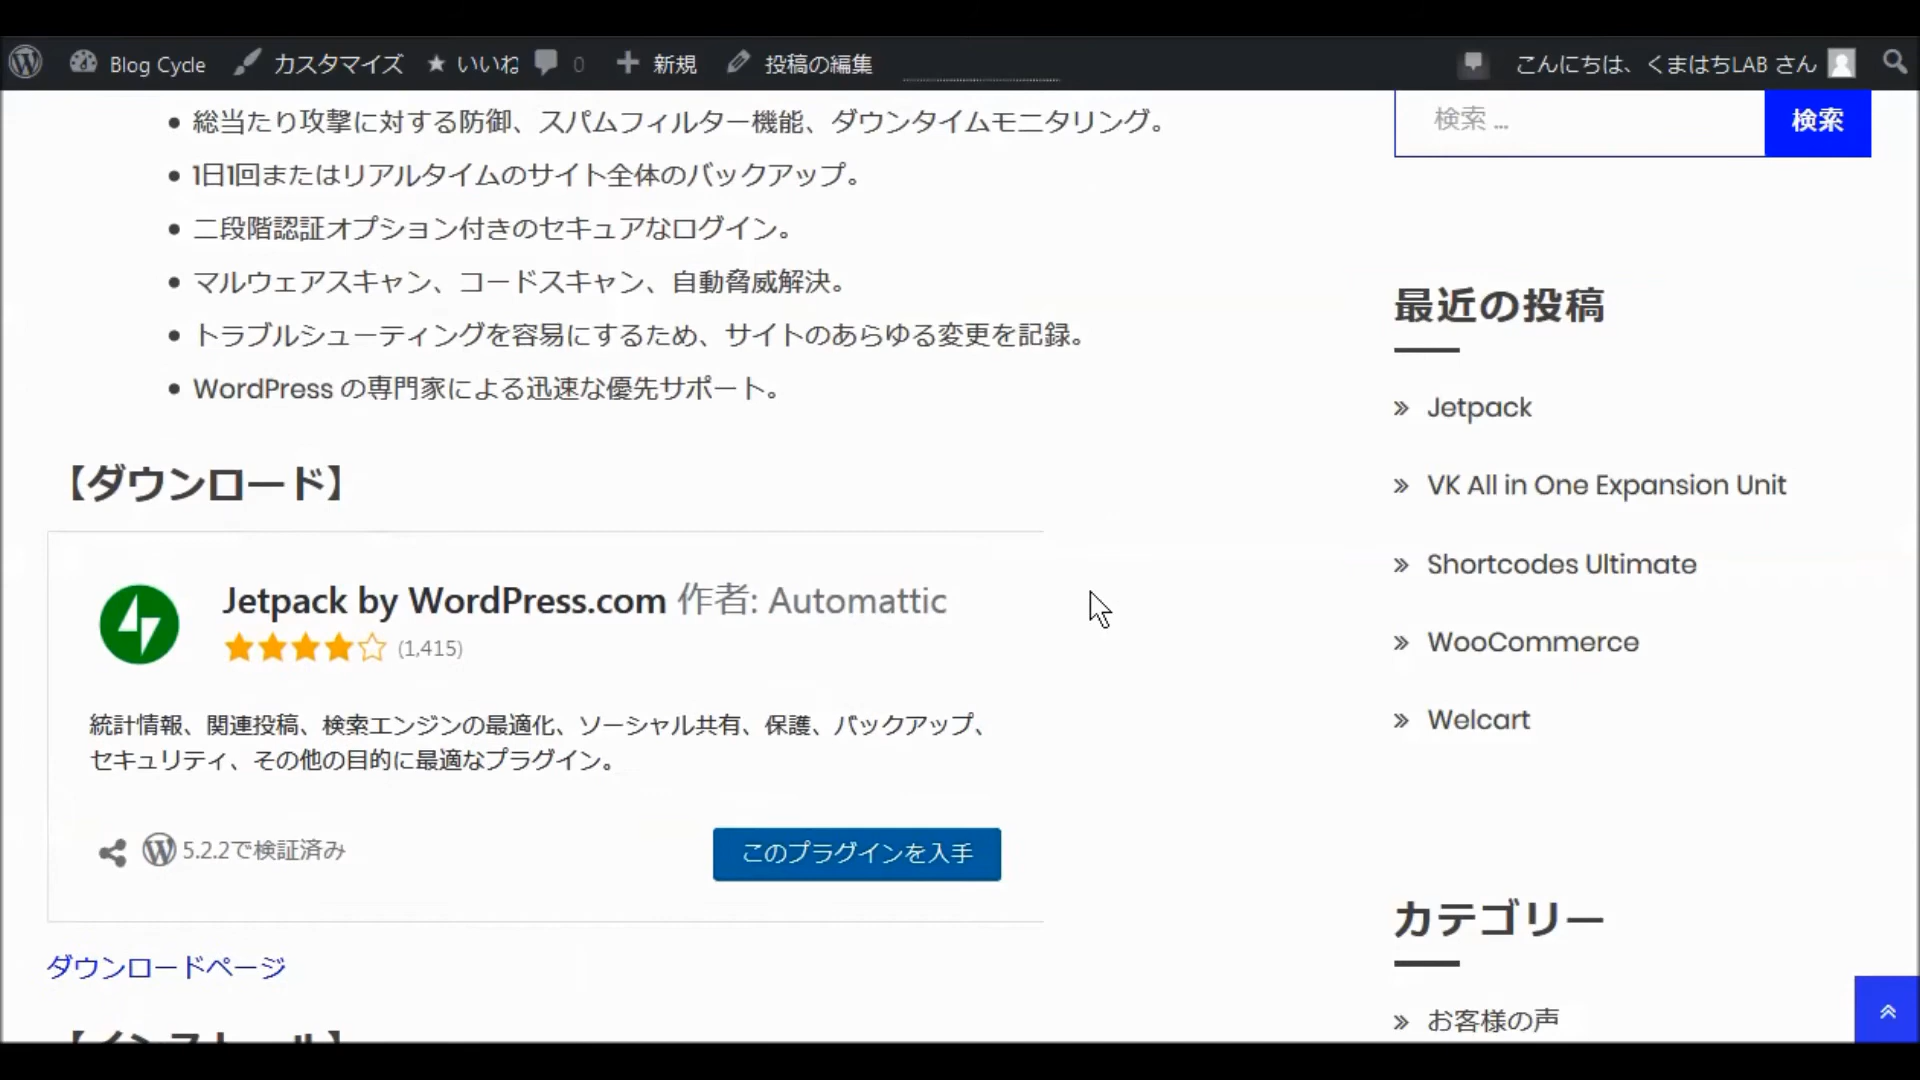 Blog Cycle カスタマイズ いいね 0 新規 投稿の編集 こんにちは、くまはちLAB さん
総当たり攻撃に対する防御、スパムフィルター機能、ダウンタイムモニタリング。
1日1回またはリアルタイムのサイト全体のバックアップ。
二段階認証オプション付きのセキュアなログイン。
マルウェアスキャン、コードスキャン、自動脅威解決。
トラブルシューティングを容易にするため、サイトのあらゆる変更を記録。
WordPress の専門家による迅速な優先サポート。
【ダウンロード】
Jetpack by WordPress.com 作者: Automattic
(1,415)
統計情報、関連投稿、検索エンジンの最適化、ソーシャル共有、保護、バックアップ、
セキュリティ、その他の目的に最適なプラグイン。
5.2.2で検証済み
このプラグインを入手
ダウンロードページ
【インストール】
検索 ...
検索
最近の投稿
Jetpack
VK All in One Expansion Unit
Shortcodes Ultimate
WooCommerce
Welcart
カテゴリー
お客様の声